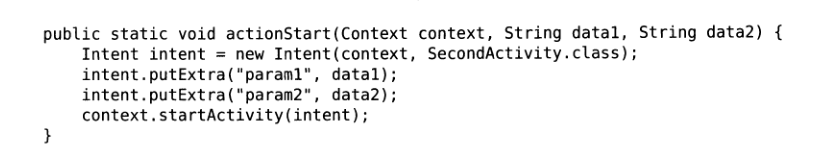 public static void actionStart(Context context, String data1, String data2) {
    Intent intent = new Intent(context, SecondActivity.class);
    intent.putExtra("param1", data1);
    intent.putExtra("param2", data2);
    context.startActivity(intent);
}